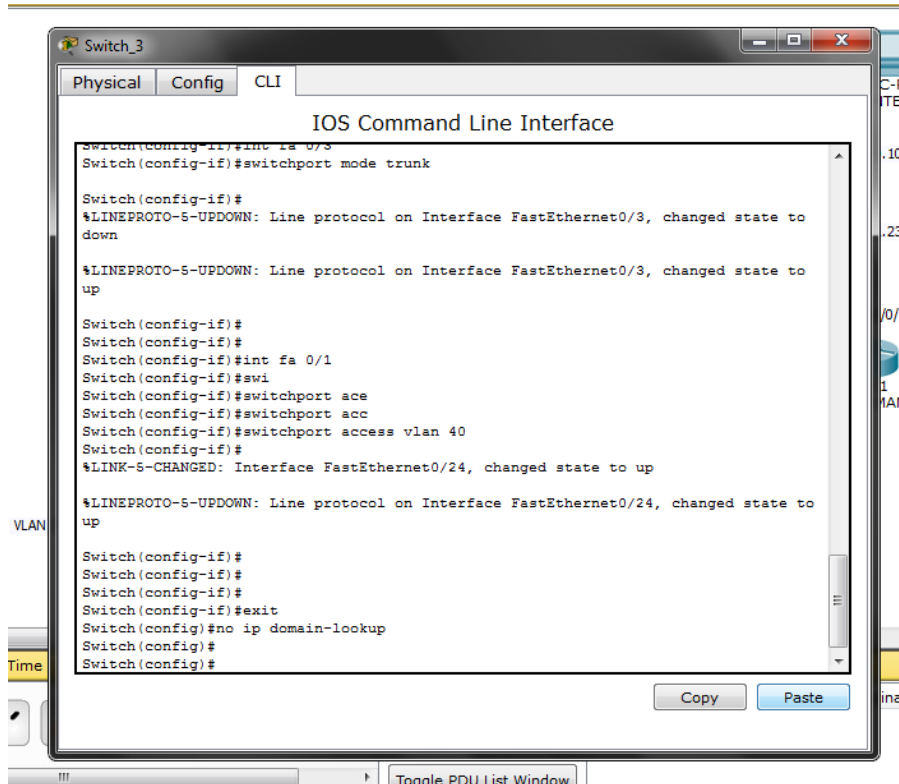 Switch_3
Physical Config CLI
IOS Command Line Interface
Switch(config-if)#int fa 0/3
Switch(config-if)#switchport mode trunk
Switch(config-if)#
%LINEPROTO-5-UPDOWN: Line protocol on Interface FastEthernet0/3, changed state to
down
%LINEPROTO-5-UPDOWN: Line protocol on Interface FastEthernet0/3, changed state to
up
Switch(config-if)#
Switch(config-if)#
Switch(config-if)#int fa 0/1
Switch(config-if)#swi
Switch(config-if)#switchport ace
Switch(config-if)#switchport acc
Switch(config-if)#switchport access vlan 40
Switch(config-if)#
%LINK-5-CHANGED: Interface FastEthernet0/24, changed state to up
%LINEPROTO-5-UPDOWN: Line protocol on Interface FastEthernet0/24, changed state to
up
VLAN
Switch(config-if)#
Switch(config-if)#
Switch(config-if)#
Switch(config-if)#exit
Switch(config)#no ip domain-lookup
Switch(config)#
Switch(config)#
Time
Copy Paste
Toggle PDU List Window